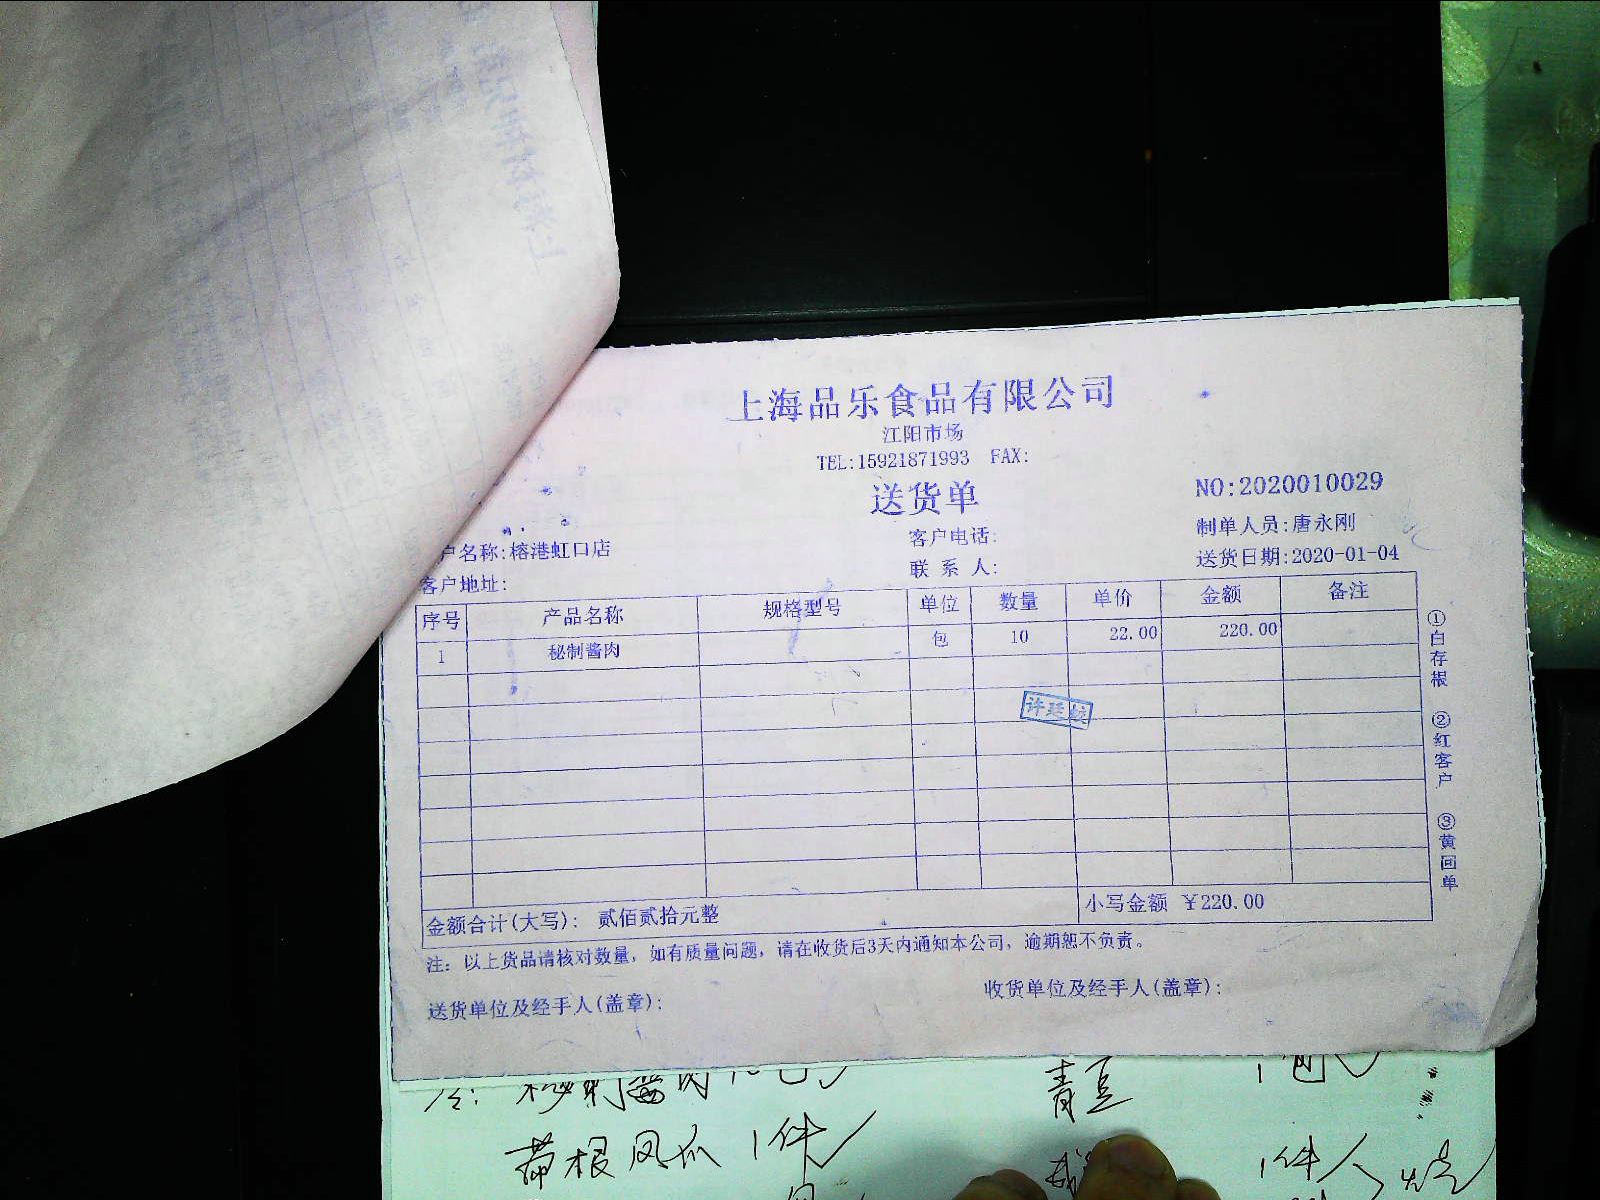 上海品乐食品有限公司
江阳市场
TEL:15921871993 FAX:
送货单
NO:2020010029
客户电话:
制单人员:唐永刚
户名称:榕港虹口店
联系人:
送货日期:2020-01-04
客户地址:
序号 产品名称 规格型号 单位 数量 单价 金额 备注
1 秘制酱肉 包 10 22.00 220.00
许廷
金额合计(大写): 贰佰贰拾元整 小写金额 ¥220.00
注: 以上货品请核对数量, 如有质量问题, 请在收货后3天内通知本公司, 逾期恕不负责。
送货单位及经手人(盖章):
收货单位及经手人(盖章):
①白存根 ②红客户 ③黄回单
青豆 1包
带根凤爪 1件
1件